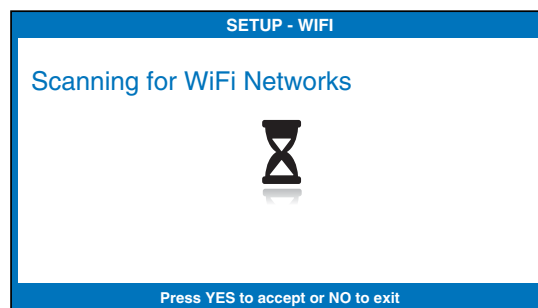 SETUP - WIFI
Scanning for WiFi Networks
Press YES to accept or NO to exit